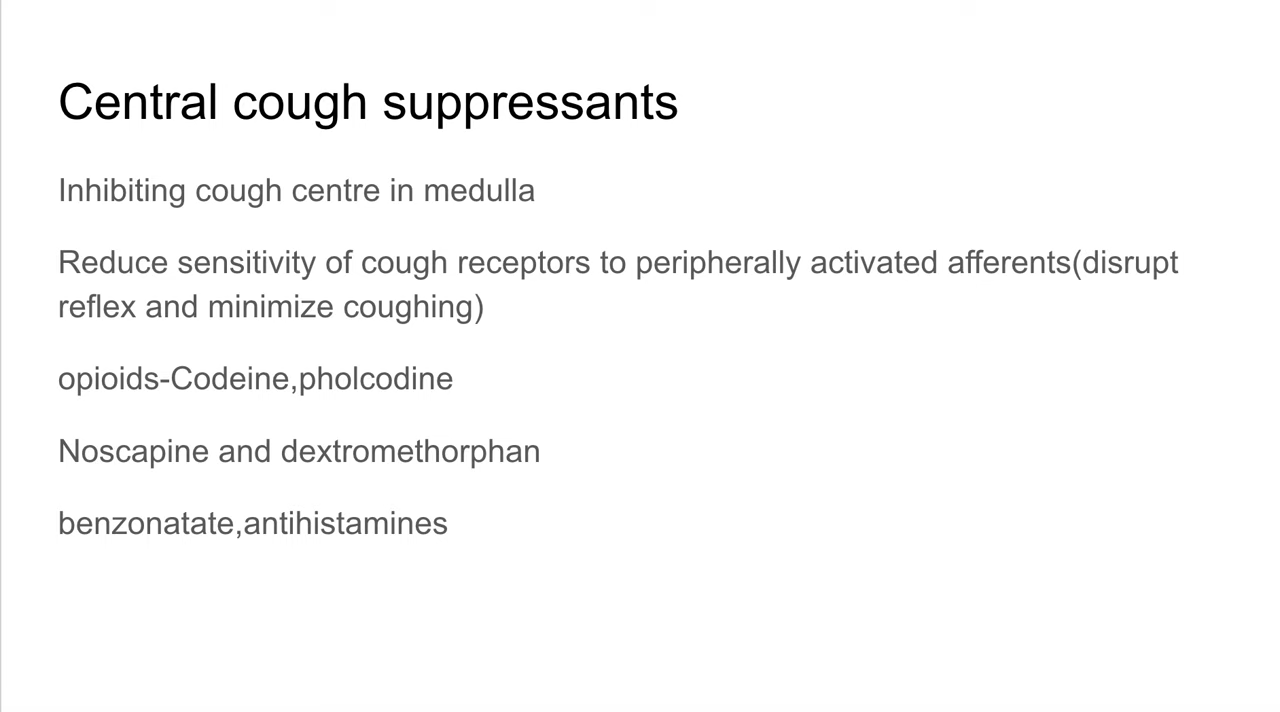 Central cough suppressants
Inhibiting cough centre in medulla
Reduce sensitivity of cough receptors to peripherally activated afferents(disrupt
reflex and minimize coughing)
opioids-Codeine,pholcodine
Noscapine and dextromethorphan
benzonatate,antihistamines